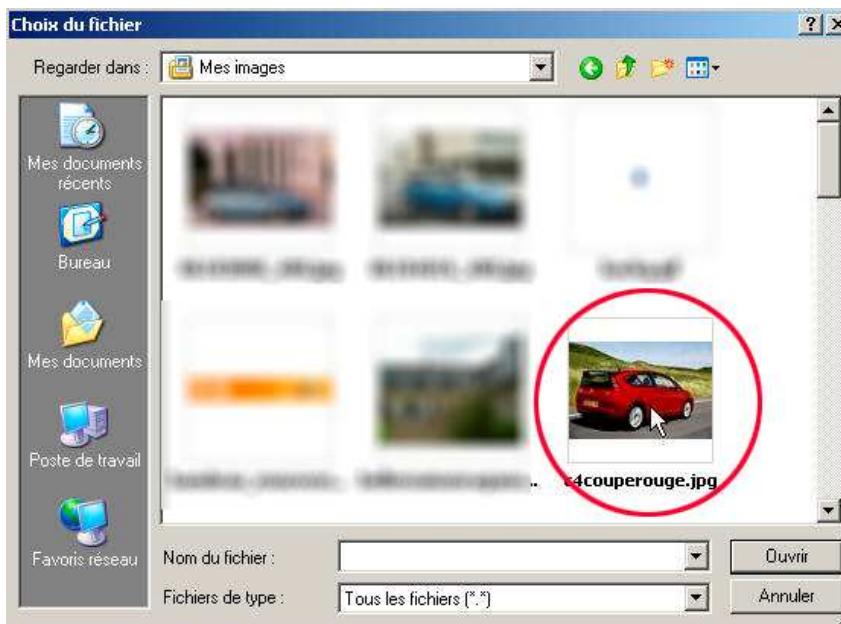 Choix du fichier
Regarder dans :
Mes images
Mes documents
récents
Bureau
Mes documents
Poste de travail
Favoris réseau
c4couperouge.jpg
Nom du fichier :
Ouvrir
Fichiers de type :
Tous les fichiers (*.*)
Annuler